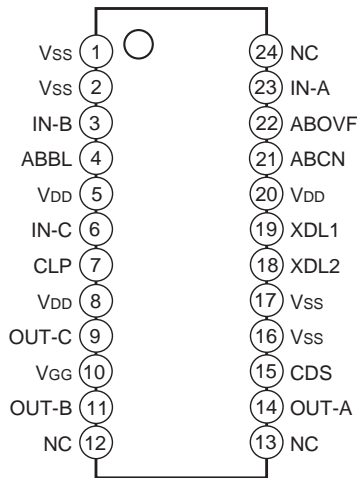 Vss 1 24 NC
Vss 2 23 IN-A
IN-B 3 22 ABOVF
ABBL 4 21 ABCN
VDD 5 20 VDD
IN-C 6 19 XDL1
CLP 7 18 XDL2
VDD 8 17 Vss
OUT-C 9 16 Vss
VGG 10 15 CDS
OUT-B 11 14 OUT-A
NC 12 13 NC